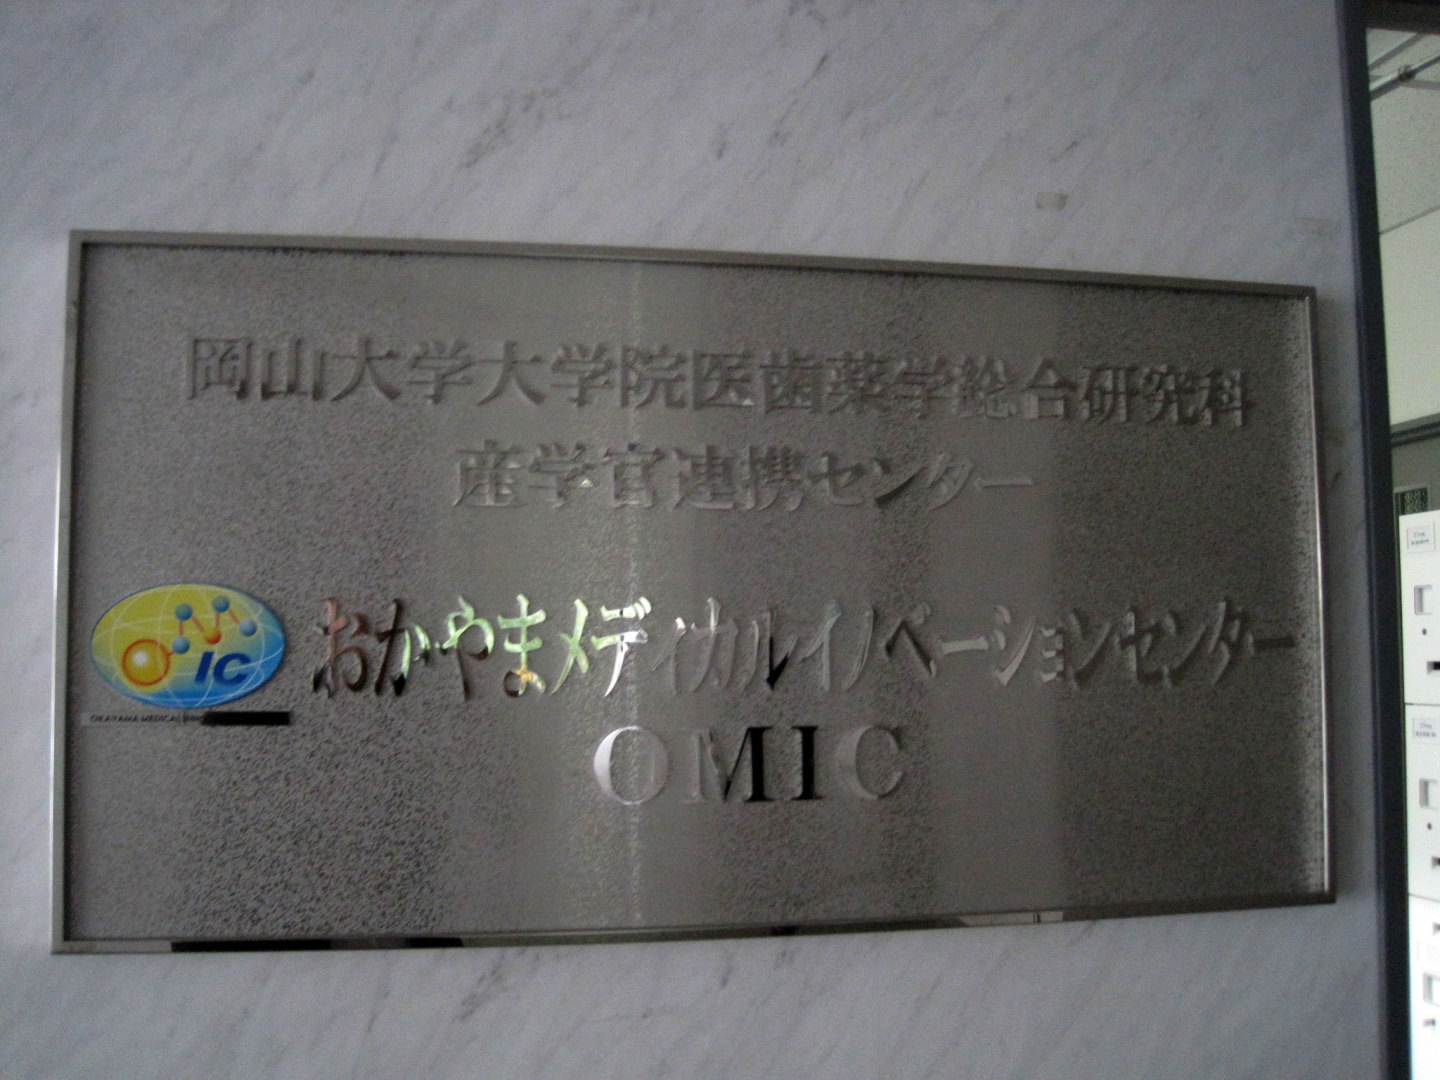 岡山大学大学院医歯薬学総合研究科
産学官連携センター
おかやまメディカルイノベーションセンター
IC
OKAYAMA MEDICAL
OMIC